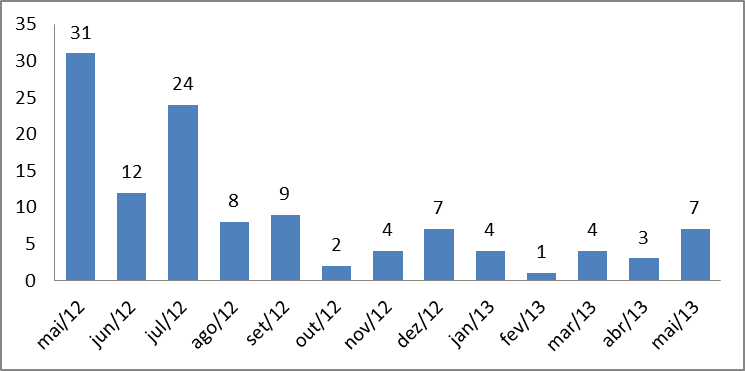 35
30
25
20
15
10
5
0
31
12
24
8
9
2
4
7
4
1
4
3
7
mai/12
jun/12
jul/12
ago/12
set/12
out/12
nov/12
dez/12
jan/13
fev/13
mar/13
abr/13
mai/13